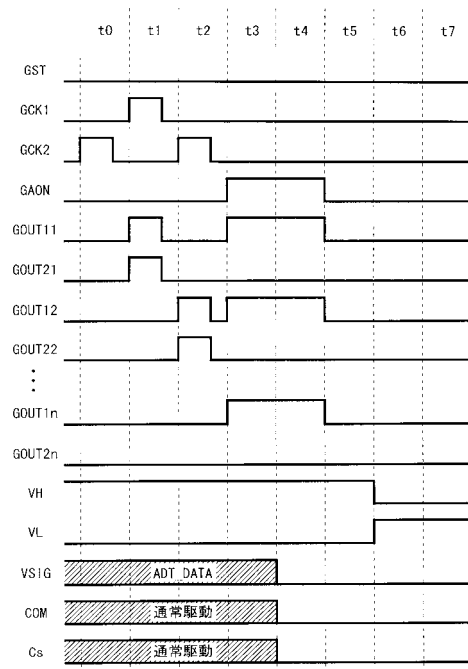 t0 t1 t2 t3 t4 t5 t6 t7
GST
GCK1
GCK2
GAON
GOUT11
GOUT21
GOUT12
GOUT22
⋮
GOUT1n
GOUT2n
VH
VL
VSIG ADT DATA
COM 通常駆動
Cs 通常駆動